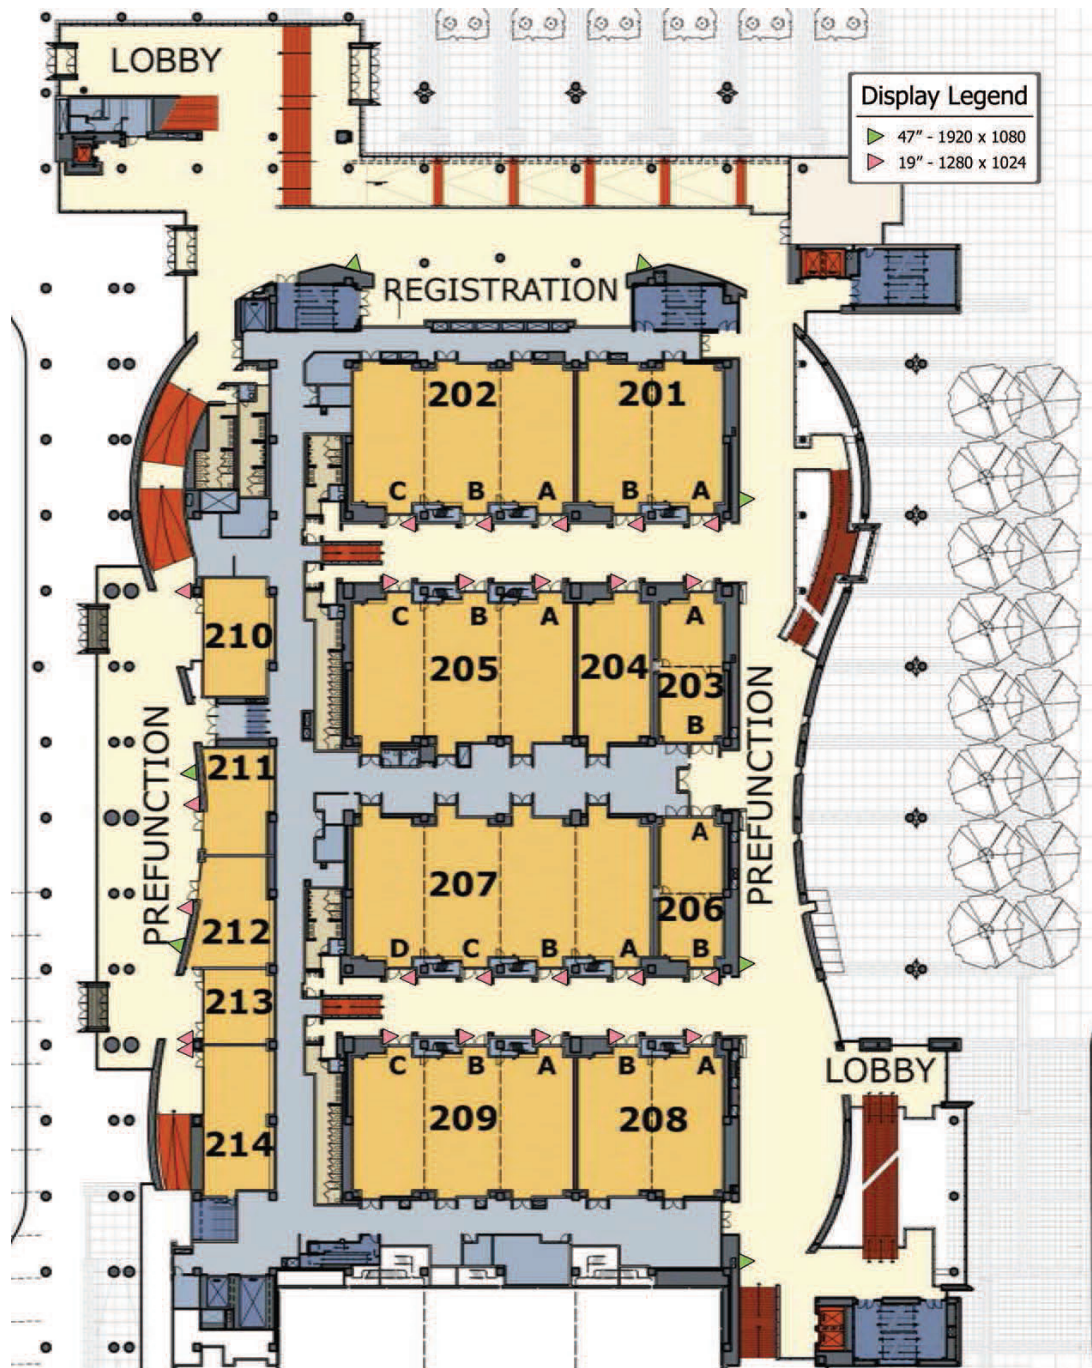 LOBBY
Display Legend
47" - 1920 x 1080
19" - 1280 x 1024
REGISTRATION
202
201
C
B
A
B
A
C
B
A
A
210
205
204
203
B
PREFUNCTION
PREFUNCTION
211
A
207
212
206
D
C
B
A
B
213
C
B
A
B
A
LOBBY
209
208
214